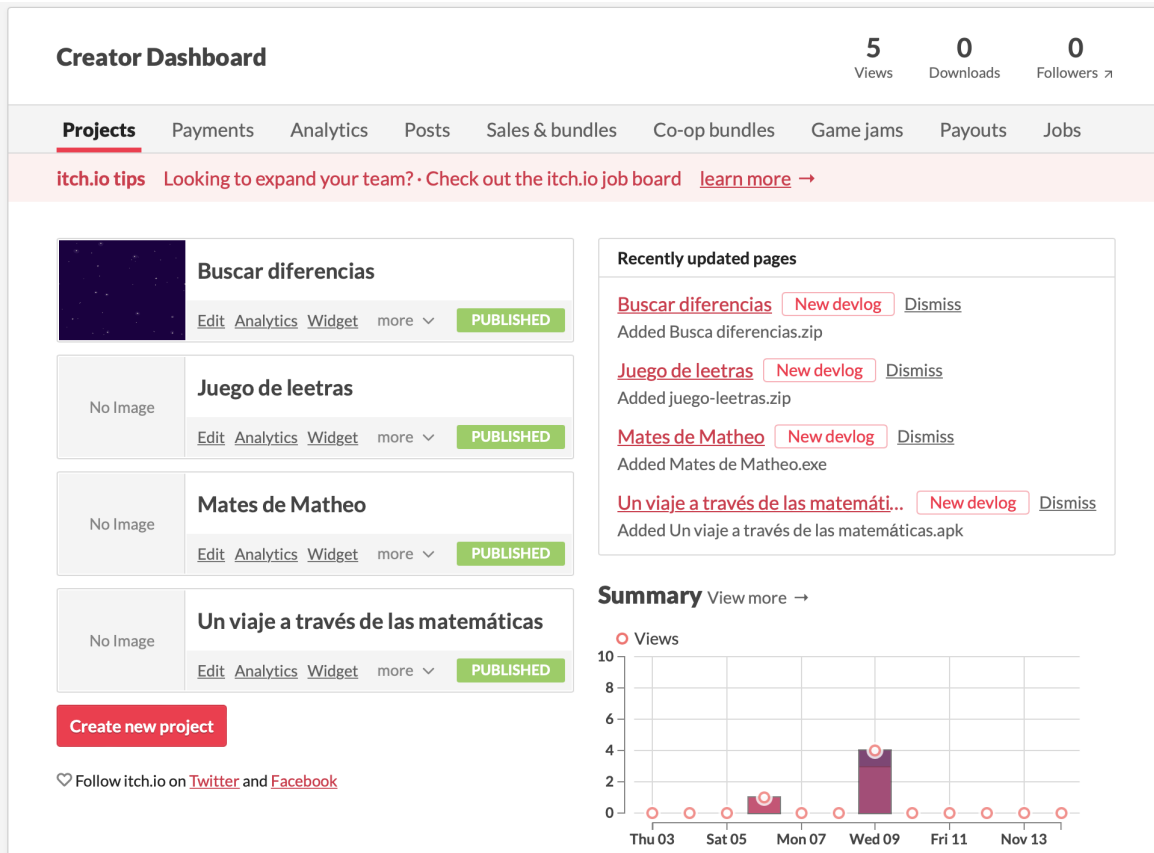 Creator Dashboard
5
Views
0
Downloads
0
Followers ↗
Projects Payments Analytics Posts Sales & bundles Co-op bundles Game jams Payouts Jobs
itch.io tips Looking to expand your team? · Check out the itch.io job board learn more →
Buscar diferencias
Edit Analytics Widget more PUBLISHED
No Image
Juego de leetras
Edit Analytics Widget more PUBLISHED
No Image
Mates de Matheo
Edit Analytics Widget more PUBLISHED
No Image
Un viaje a través de las matemáticas
Edit Analytics Widget more PUBLISHED
Create new project
Follow itch.io on Twitter and Facebook
Recently updated pages
Buscar diferencias New devlog Dismiss
Added Busca diferencias.zip
Juego de leetras New devlog Dismiss
Added juego-leetras.zip
Mates de Matheo New devlog Dismiss
Added Mates de Matheo.exe
Un viaje a través de las matemáti... New devlog Dismiss
Added Un viaje a través de las matemáticas.apk
Summary View more →
Views
10
8
6
4
2
0
Thu 03 Sat 05 Mon 07 Wed 09 Fri 11 Nov 13